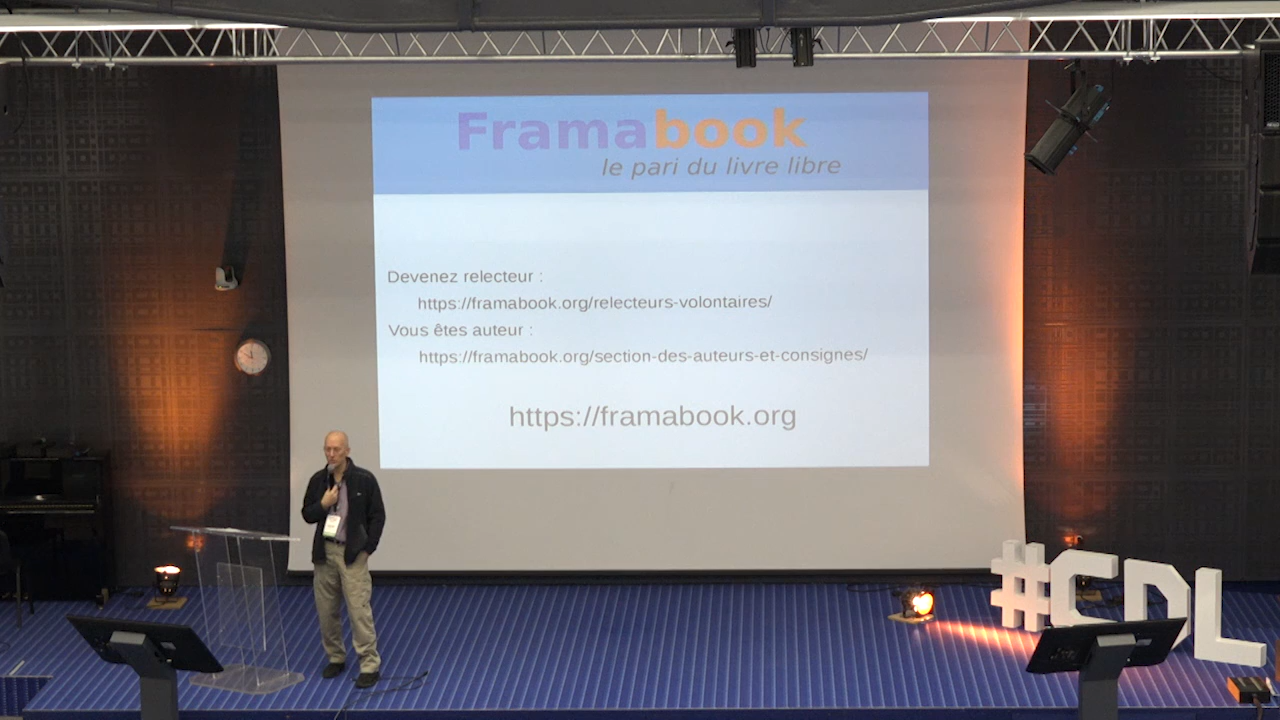 Framabook
le pari du livre libre
Devenez relecteur :
https://framabook.org/relecteurs-volontaires/
Vous êtes auteur :
https://framabook.org/section-des-auteurs-et-consignes/
https://framabook.org
#CDL